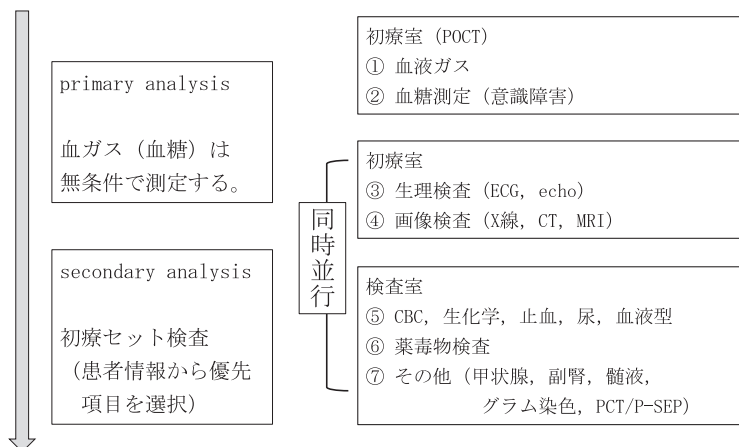 primary analysis
血ガス（血糖）は
無条件で測定する。
secondary analysis
初療セット検査
（患者情報から優先
項目を選択）
初療室（POCT）
① 血液ガス
② 血糖測定（意識障害）
同時並行
初療室
③ 生理検査（ECG, echo）
④ 画像検査（X線, CT, MRI）
検査室
⑤ CBC, 生化学, 止血, 尿, 血液型
⑥ 薬毒物検査
⑦ その他（甲状腺, 副腎, 髄液,
グラム染色, PCT/P-SEP）